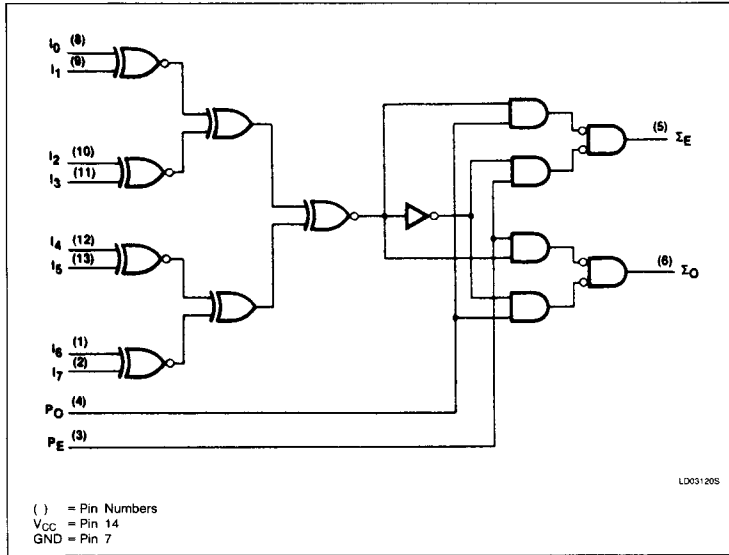 I0 (8)
I1 (9)
I2 (10)
I3 (11)
I4 (12)
I5 (13)
I6 (1)
I7 (2)
PO (4)
PE (3)
(5) ΣE
(6) ΣO
LD03120S
( ) = Pin Numbers
VCC = Pin 14
GND = Pin 7